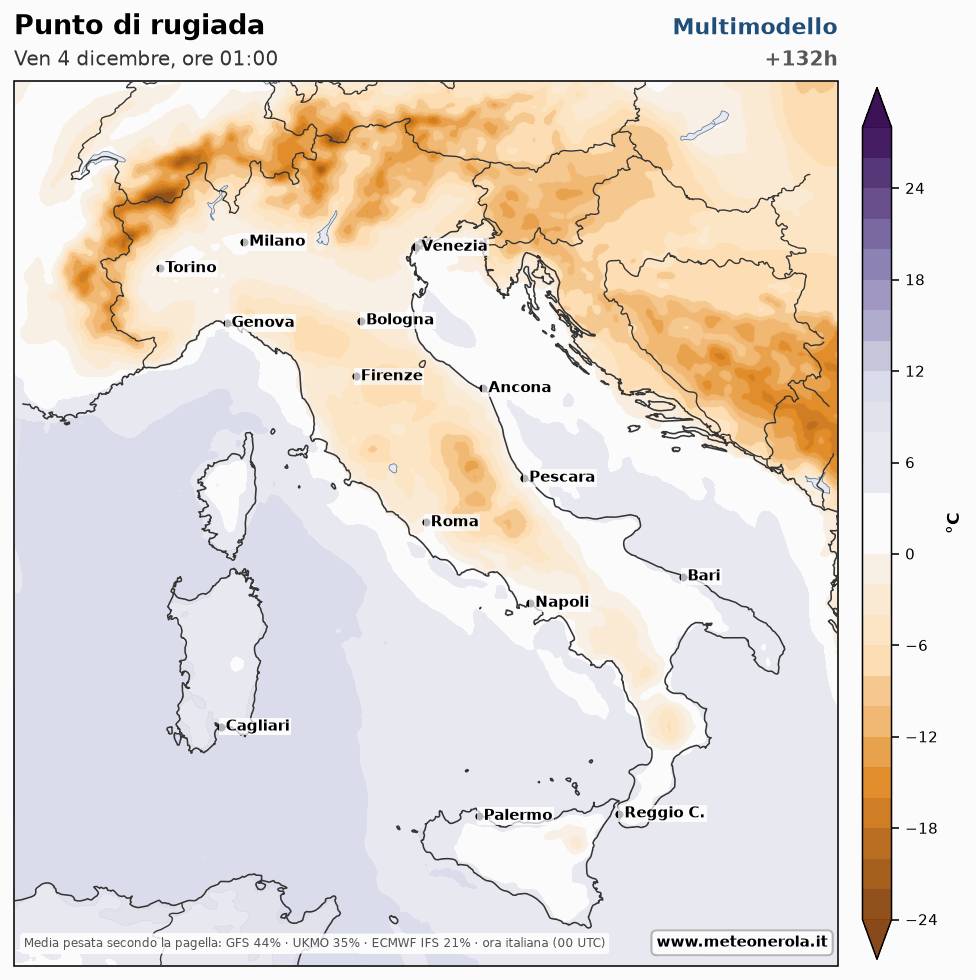 Punto di rugiada
Multimodello
Ven 4 dicembre, ore 01:00
+132h
Milano
Venezia
Torino
Genova
Bologna
Firenze
Ancona
Pescara
Roma
Bari
Napoli
Cagliari
Palermo
Reggio C.
24
18
12
6
0
−6
−12
−18
−24
°C
Media pesata secondo la pagella: GFS 44% · UKMO 35% · ECMWF IFS 21% · ora italiana (00 UTC)
www.meteonerola.it